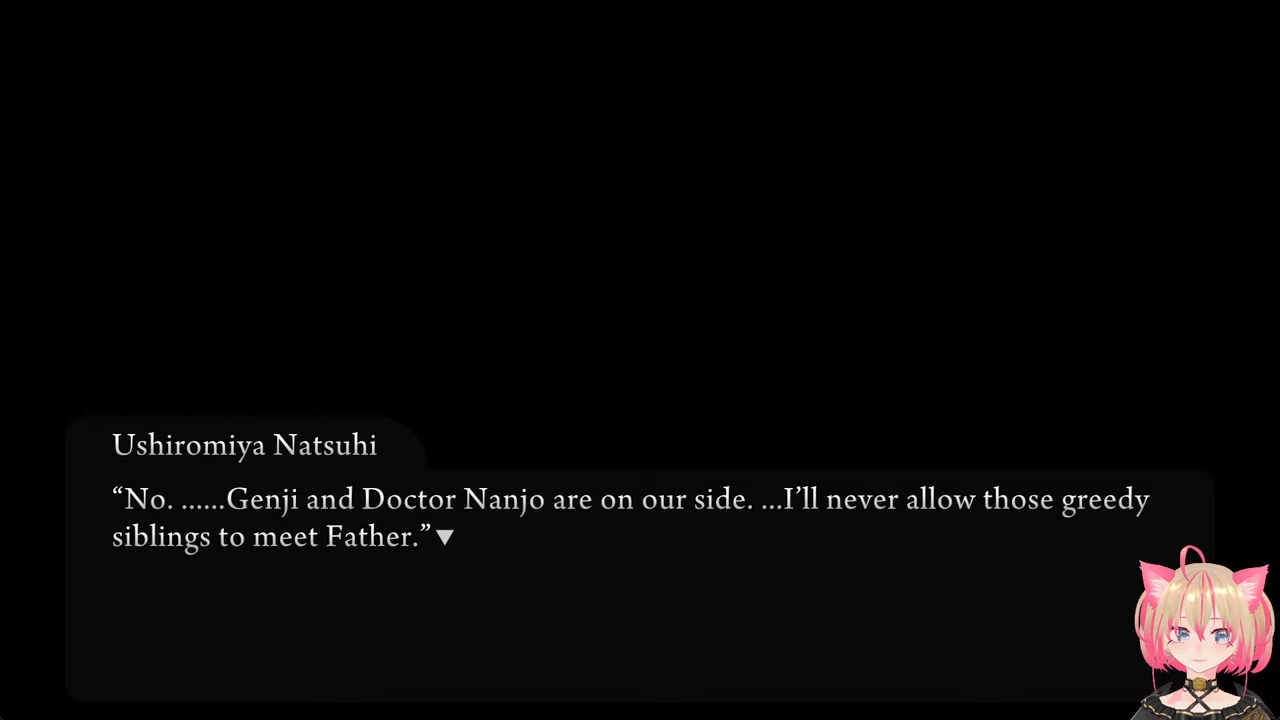 Ushiromiya Natsuhi
“No. ......Genji and Doctor Nanjo are on our side. ...I’ll never allow those greedy
siblings to meet Father.”